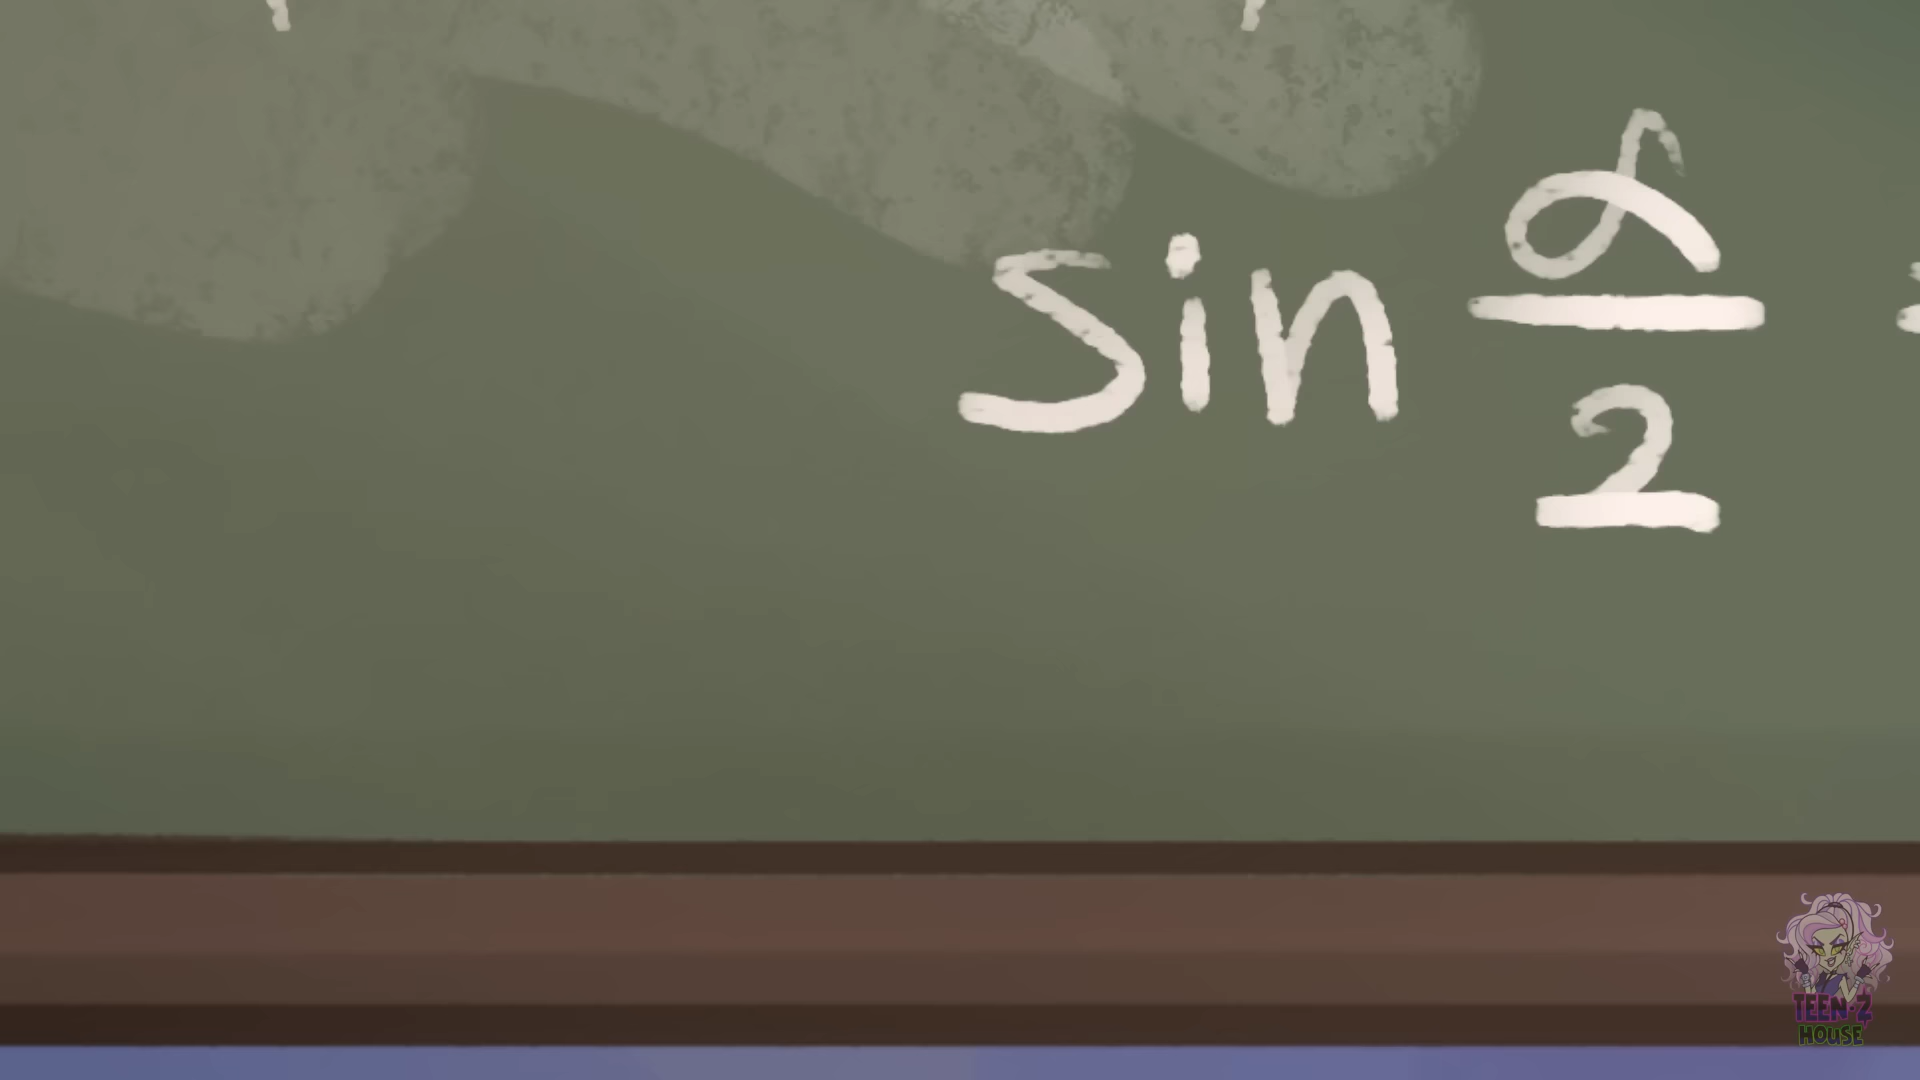 sin α/2 =
TEEN-Z
HOUSE